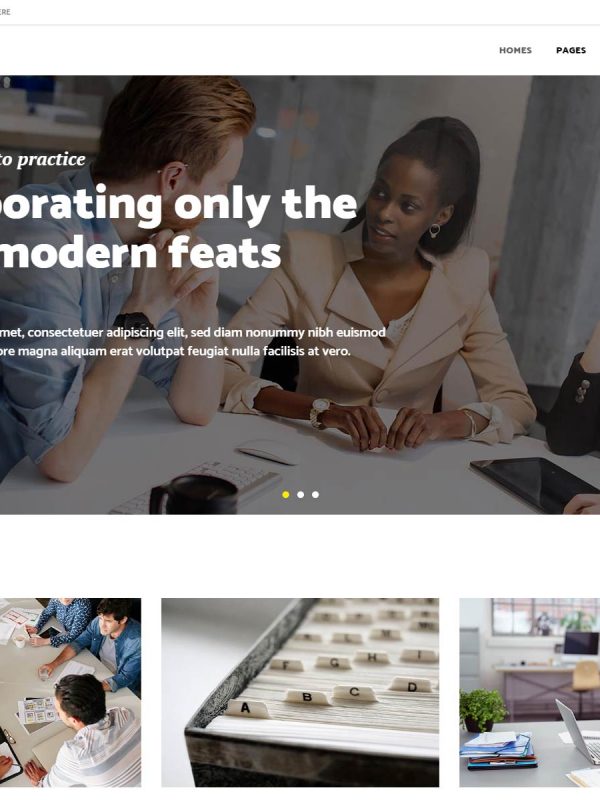 ERE
HOMES PAGES
to practice
porating only the
modern feats
met, consectetuer adipiscing elit, sed diam nonummy nibh euismod
ore magna aliquam erat volutpat feugiat nulla facilisis at vero.
F G H I
A B C D